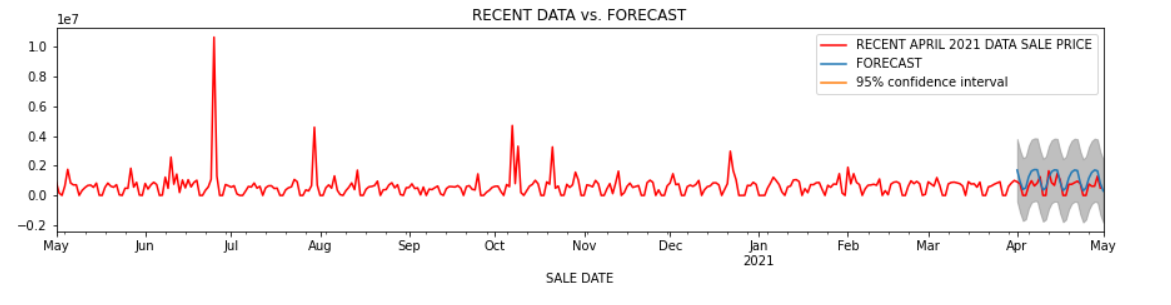 RECENT DATA vs. FORECAST
1e7
1.0
0.8
0.6
0.4
0.2
0.0
−0.2
RECENT APRIL 2021 DATA SALE PRICE
FORECAST
95% confidence interval
May Jun Jul Aug Sep Oct Nov Dec Jan Feb Mar Apr May
2021
SALE DATE